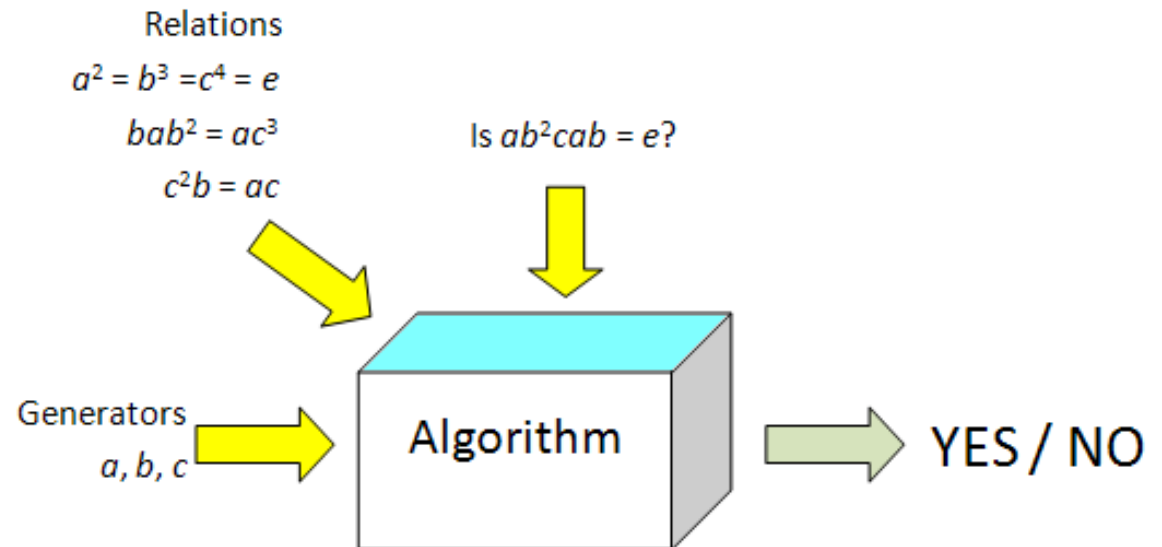 Relations
a² = b³ =c⁴ = e
bab² = ac³
c²b = ac
Is ab²cab = e?
Generators
a, b, c
Algorithm
YES / NO